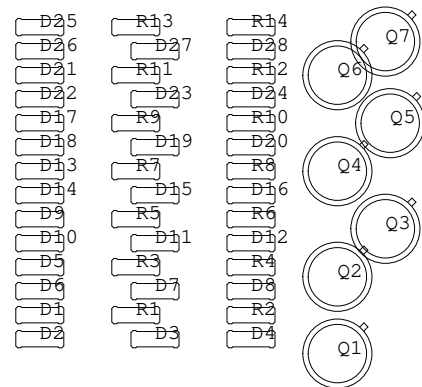 D25 R13 R14 Q7
D26 D27 D28
D21 R11 R12 Q6
D22 D23 D24
D17 R9 R10 Q5
D18 D19 D20
D13 R7 R8 Q4
D14 D15 D16
D9 R5 R6 Q3
D10 D11 D12
D5 R3 R4 Q2
D6 D7 D8
D1 R1 R2
D2 D3 D4 Q1